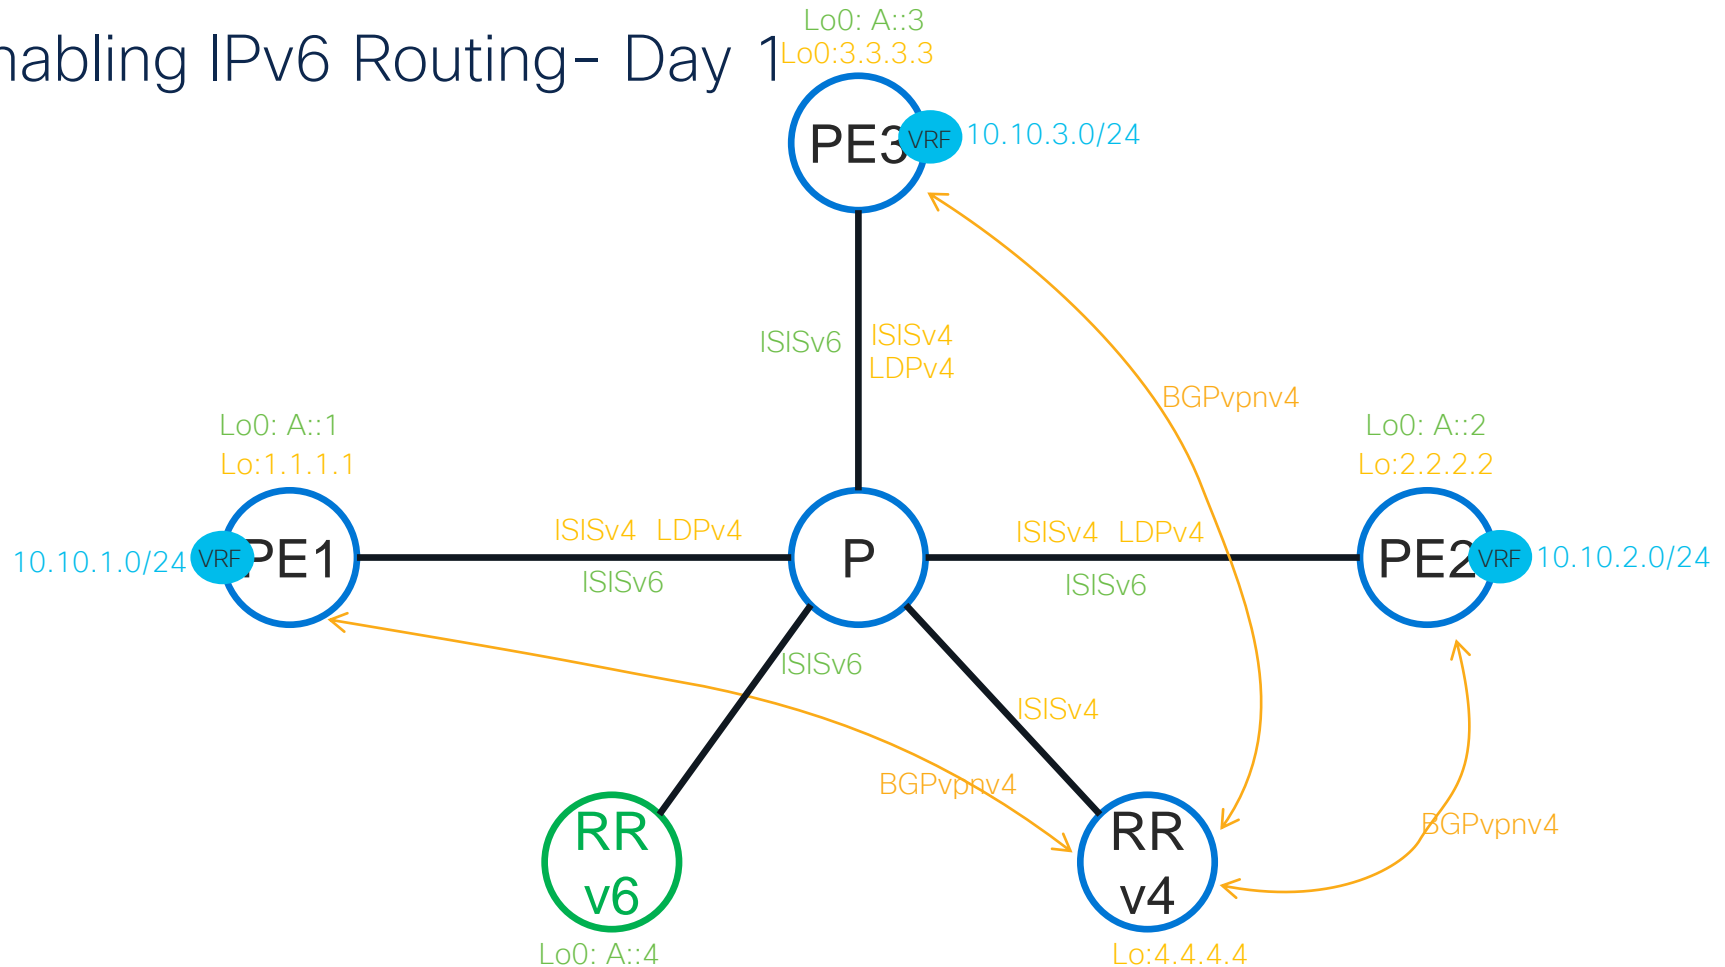 nabling IPv6 Routing- Day 1
Lo0: A::3
Lo0:3.3.3.3
PE3
VRF
10.10.3.0/24
ISISv6
ISISv4
LDPv4
BGPvpnv4
Lo0: A::1
Lo:1.1.1.1
10.10.1.0/24
VRF
PE1
ISISv4 LDPv4
ISISv6
P
ISISv4 LDPv4
ISISv6
Lo0: A::2
Lo:2.2.2.2
PE2
VRF
10.10.2.0/24
ISISv6
ISISv4
BGPvpnv4
BGPvpnv4
RR
v6
Lo0: A::4
RR
v4
Lo:4.4.4.4